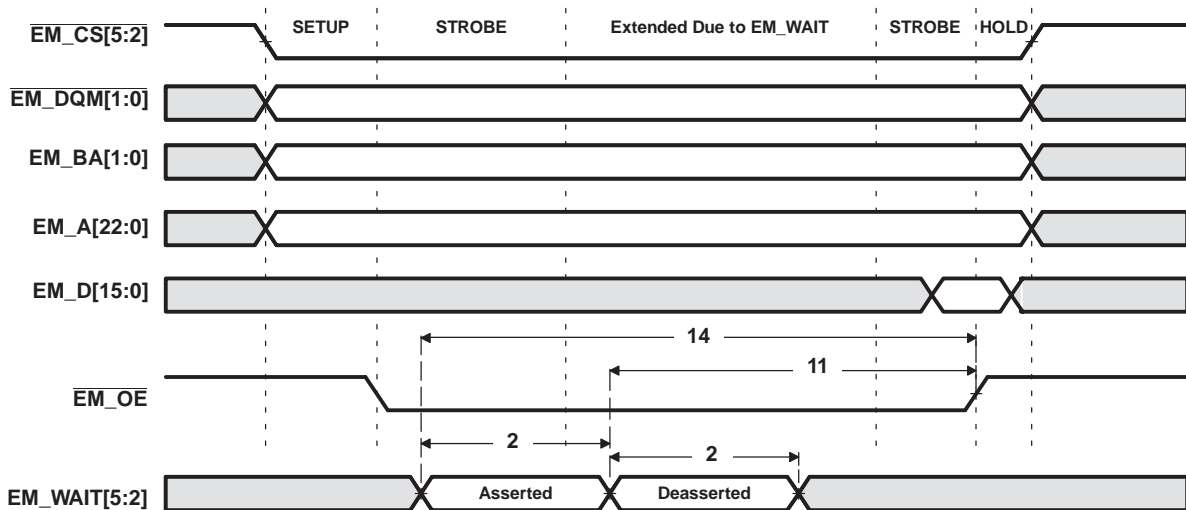 SETUP STROBE Extended Due to EM_WAIT STROBE HOLD
EM_CS[5:2]
EM_DQM[1:0]
EM_BA[1:0]
EM_A[22:0]
EM_D[15:0]
14
11
EM_OE
2
2
EM_WAIT[5:2] Asserted Deasserted